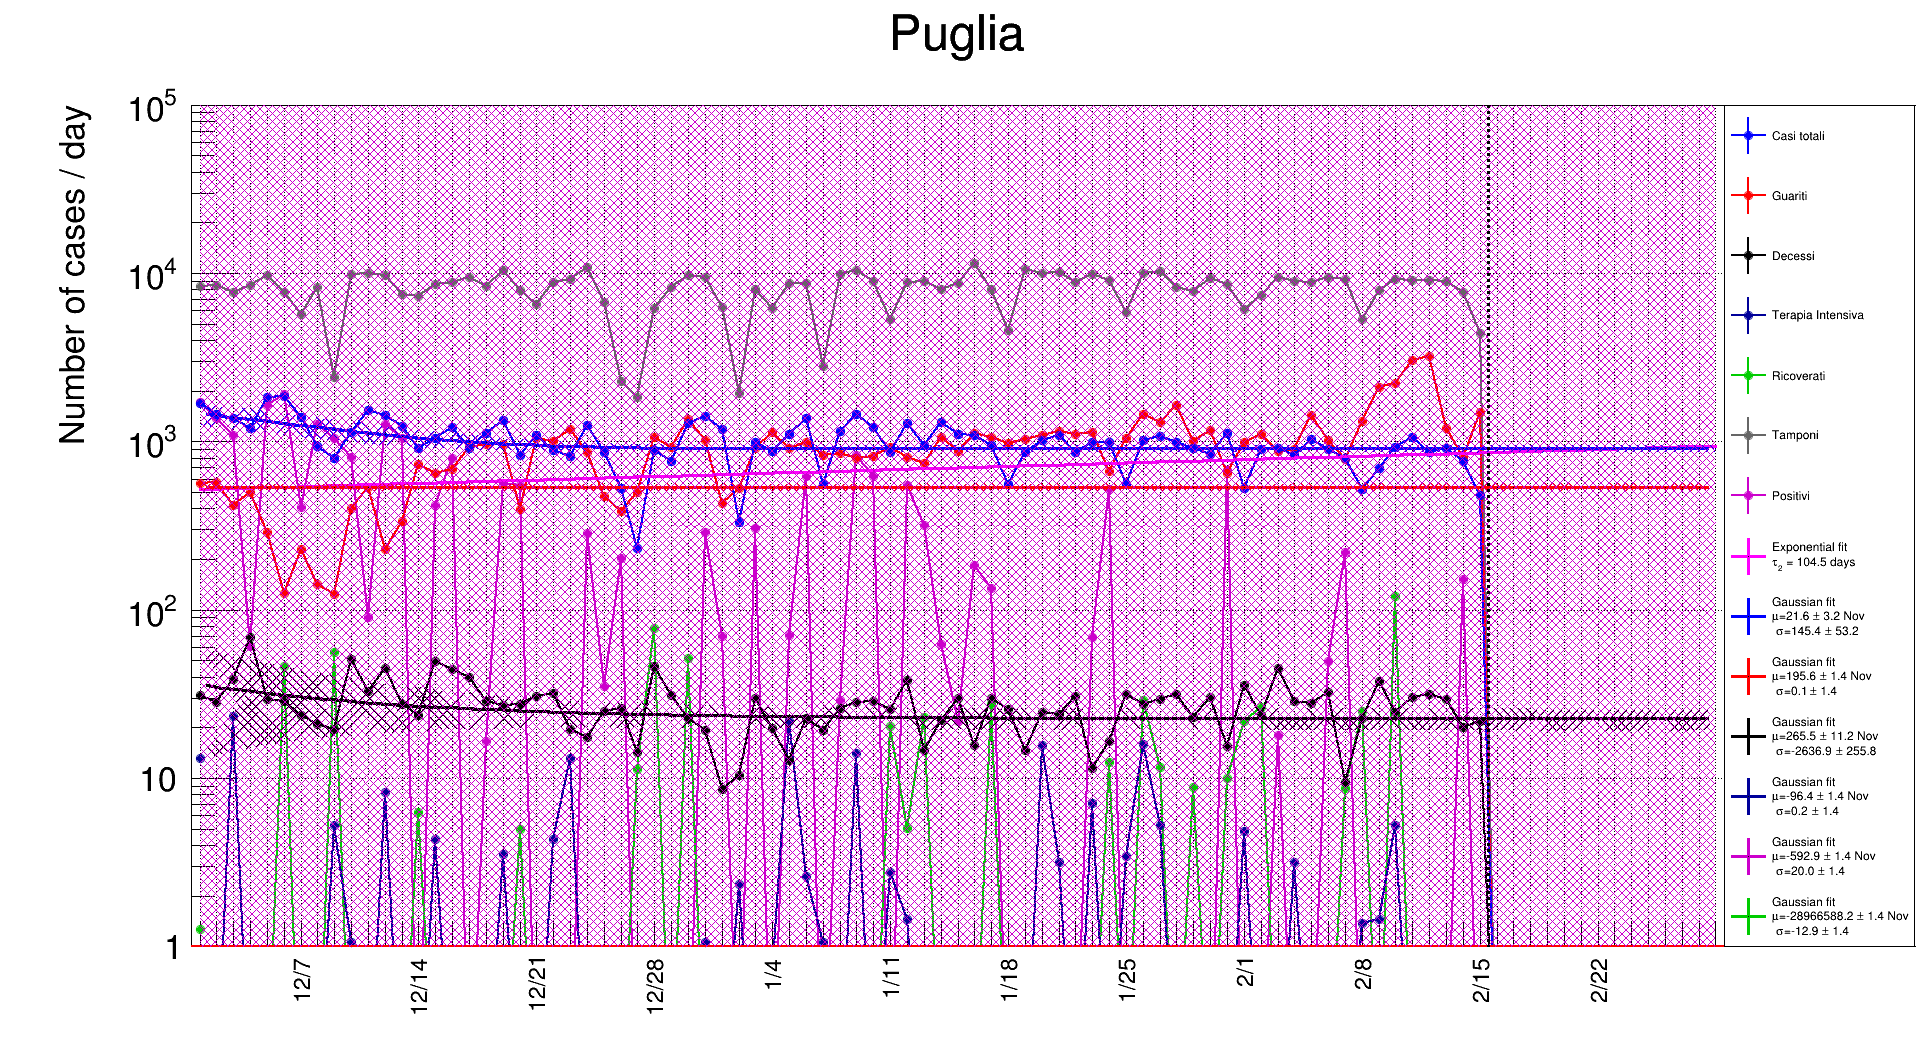 Puglia
Number of cases / day
10^5
10^4
10^3
10^2
10
1
12/7
12/14
12/21
12/28
1/4
1/11
1/18
1/25
2/1
2/8
2/15
2/22
Casi totali
Guariti
Decessi
Terapia Intensiva
Ricoverati
Tamponi
Positivi
Exponential fit
τ_2 = 104.5 days
Gaussian fit
μ=21.6 ± 3.2 Nov
σ=145.4 ± 53.2
Gaussian fit
μ=195.6 ± 1.4 Nov
σ=0.1 ± 1.4
Gaussian fit
μ=265.5 ± 11.2 Nov
σ=-2636.9 ± 255.8
Gaussian fit
μ=-96.4 ± 1.4 Nov
σ=0.2 ± 1.4
Gaussian fit
μ=-592.9 ± 1.4 Nov
σ=20.0 ± 1.4
Gaussian fit
μ=-28966588.2 ± 1.4 Nov
σ=-12.9 ± 1.4